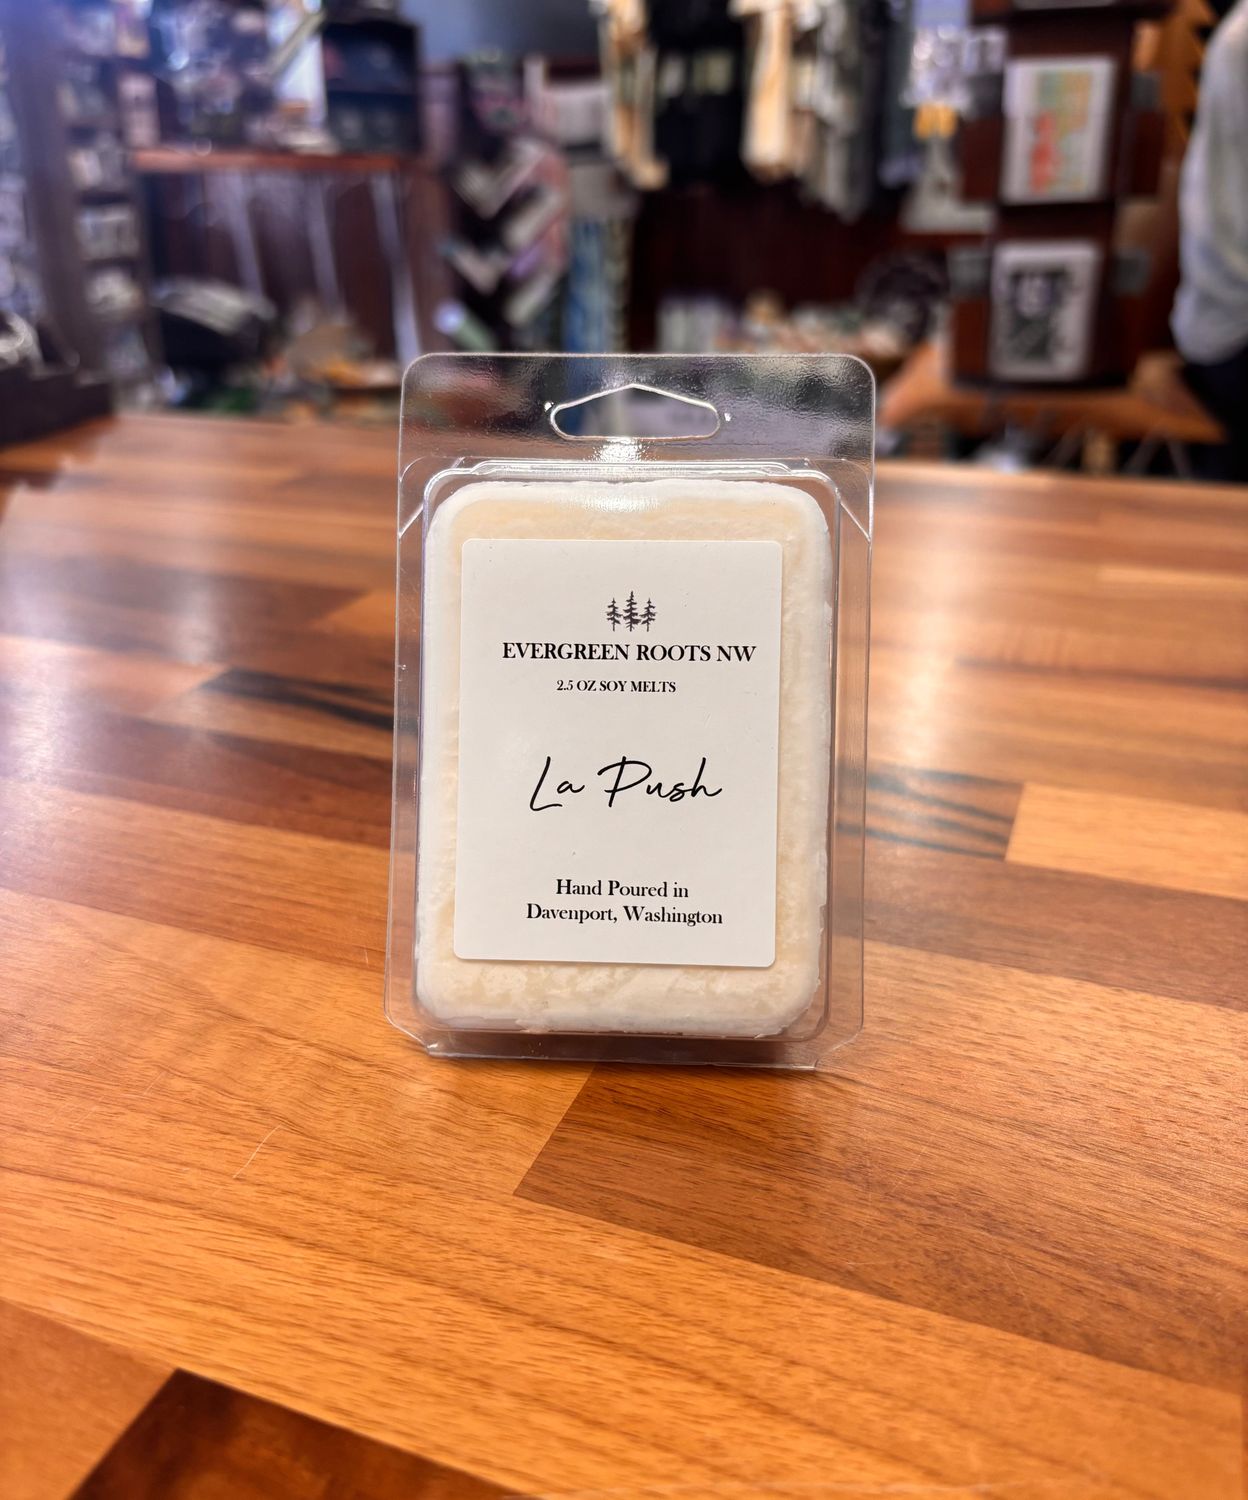 EVERGREEN ROOTS NW
2.5 OZ SOY MELTS
La Push
Hand Poured in
Davenport, Washington